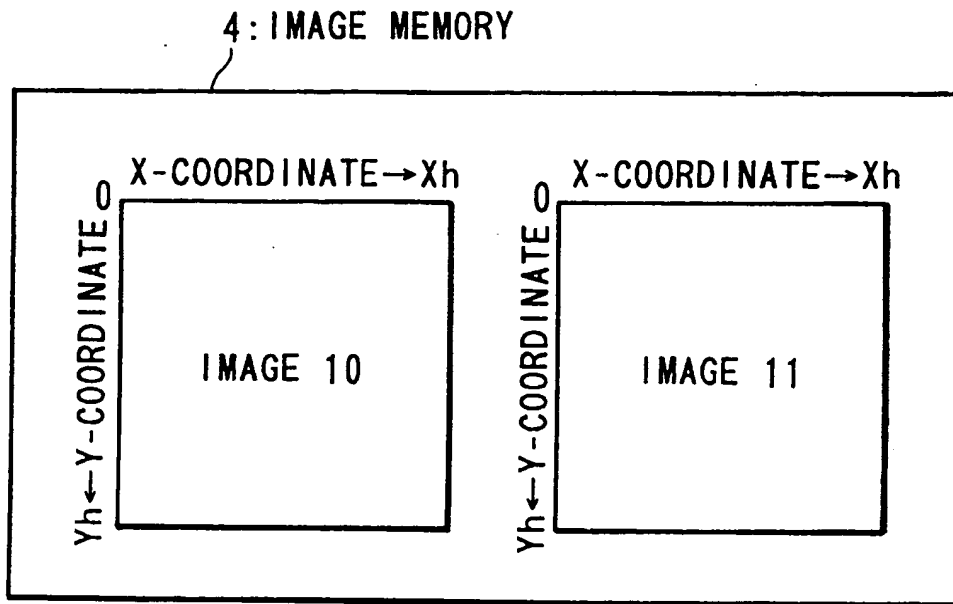 4: IMAGE MEMORY
X-COORDINATE→Xh
0
Yh←Y-COORDINATE
IMAGE 10
X-COORDINATE→Xh
0
Yh←Y-COORDINATE
IMAGE 11